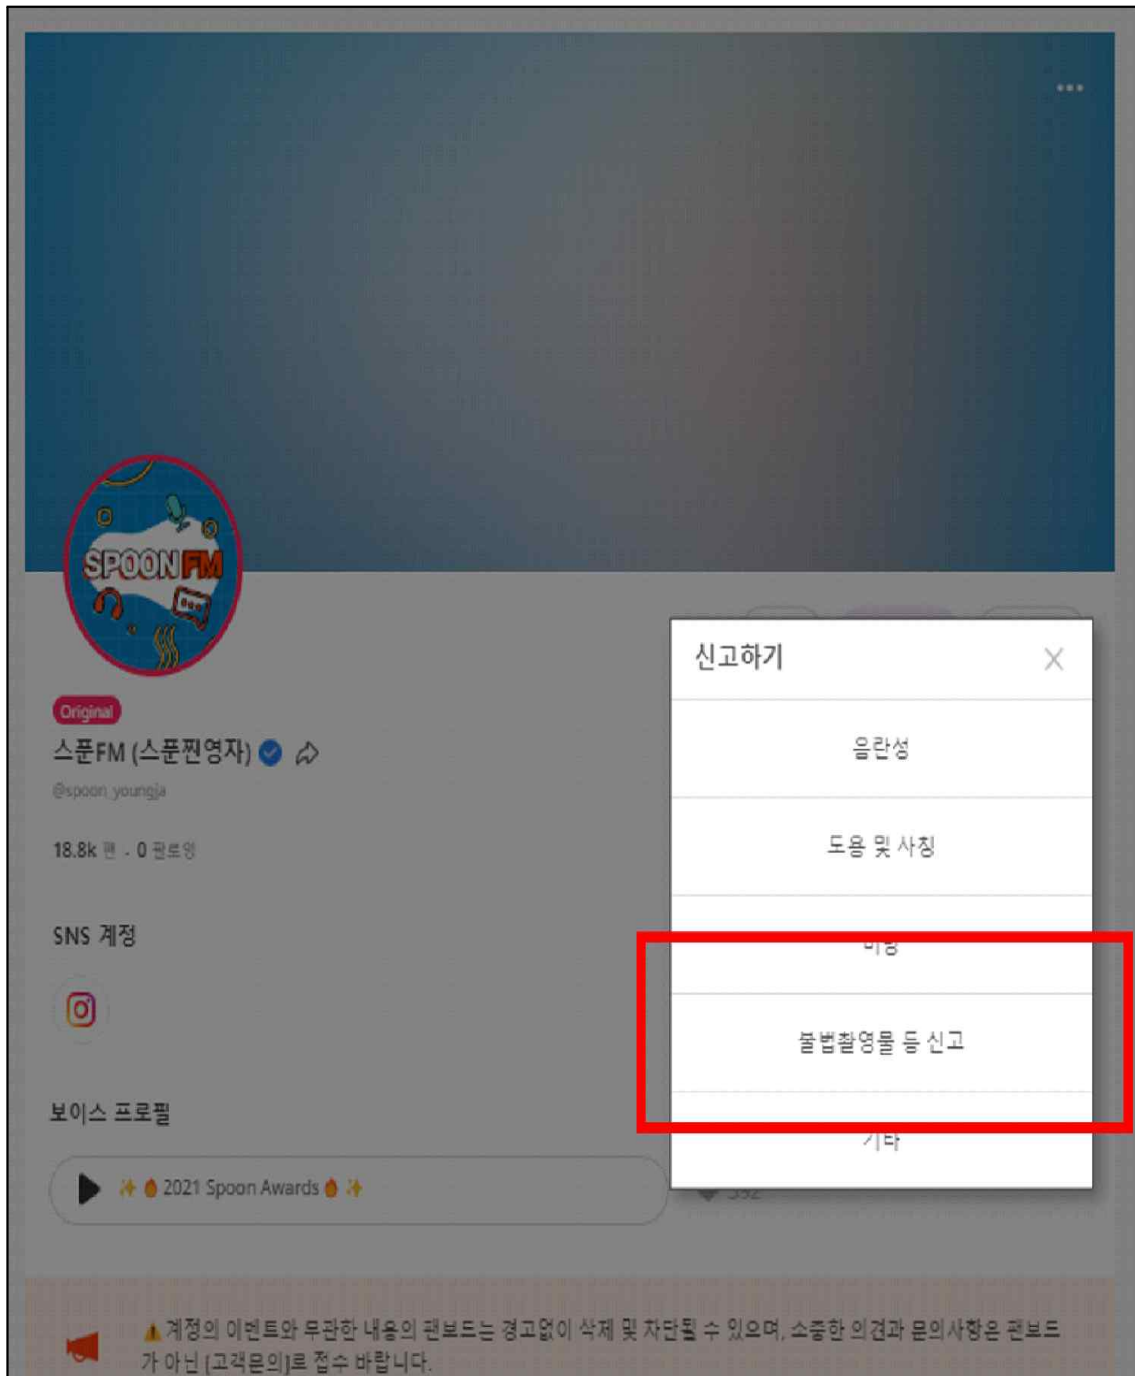 SPOON FM
Original
스푼FM (스푼찐영자)
@spoon_youngja
18.8k 팬 . 0 팔로잉
SNS 계정
보이스 프로필
2021 Spoon Awards
신고하기
음란성
도용 및 사칭
불법촬영물 등 신고
기타
계정의 이벤트와 무관한 내용의 팬보드는 경고없이 삭제 및 차단될 수 있으며, 소중한 의견과 문의사항은 팬보드
가 아닌 [고객문의]로 접수 바랍니다.